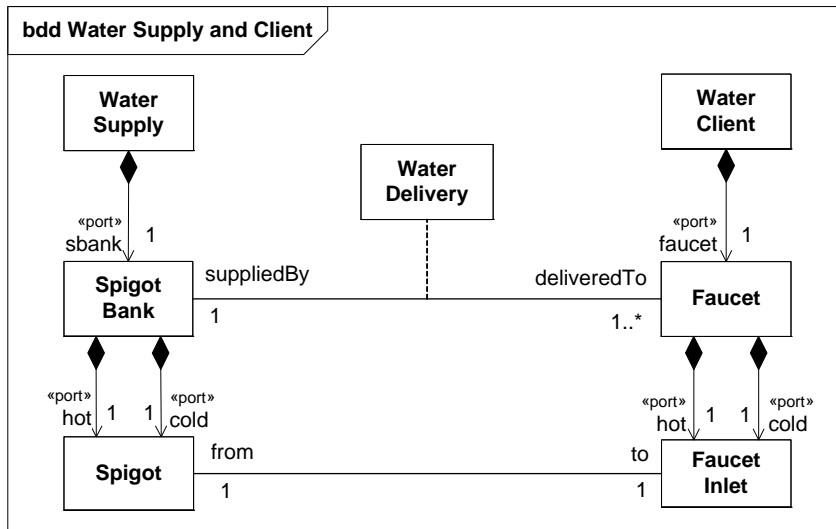 bdd Water Supply and Client
Water
Supply
Water
Client
Water
Delivery
«port»
sbank
1
«port»
faucet
1
Spigot
Bank
suppliedBy
1
deliveredTo
1..*
Faucet
«port»
hot
1
1
«port»
cold
«port»
hot
1
1
«port»
cold
Spigot
from
1
to
1
Faucet
Inlet